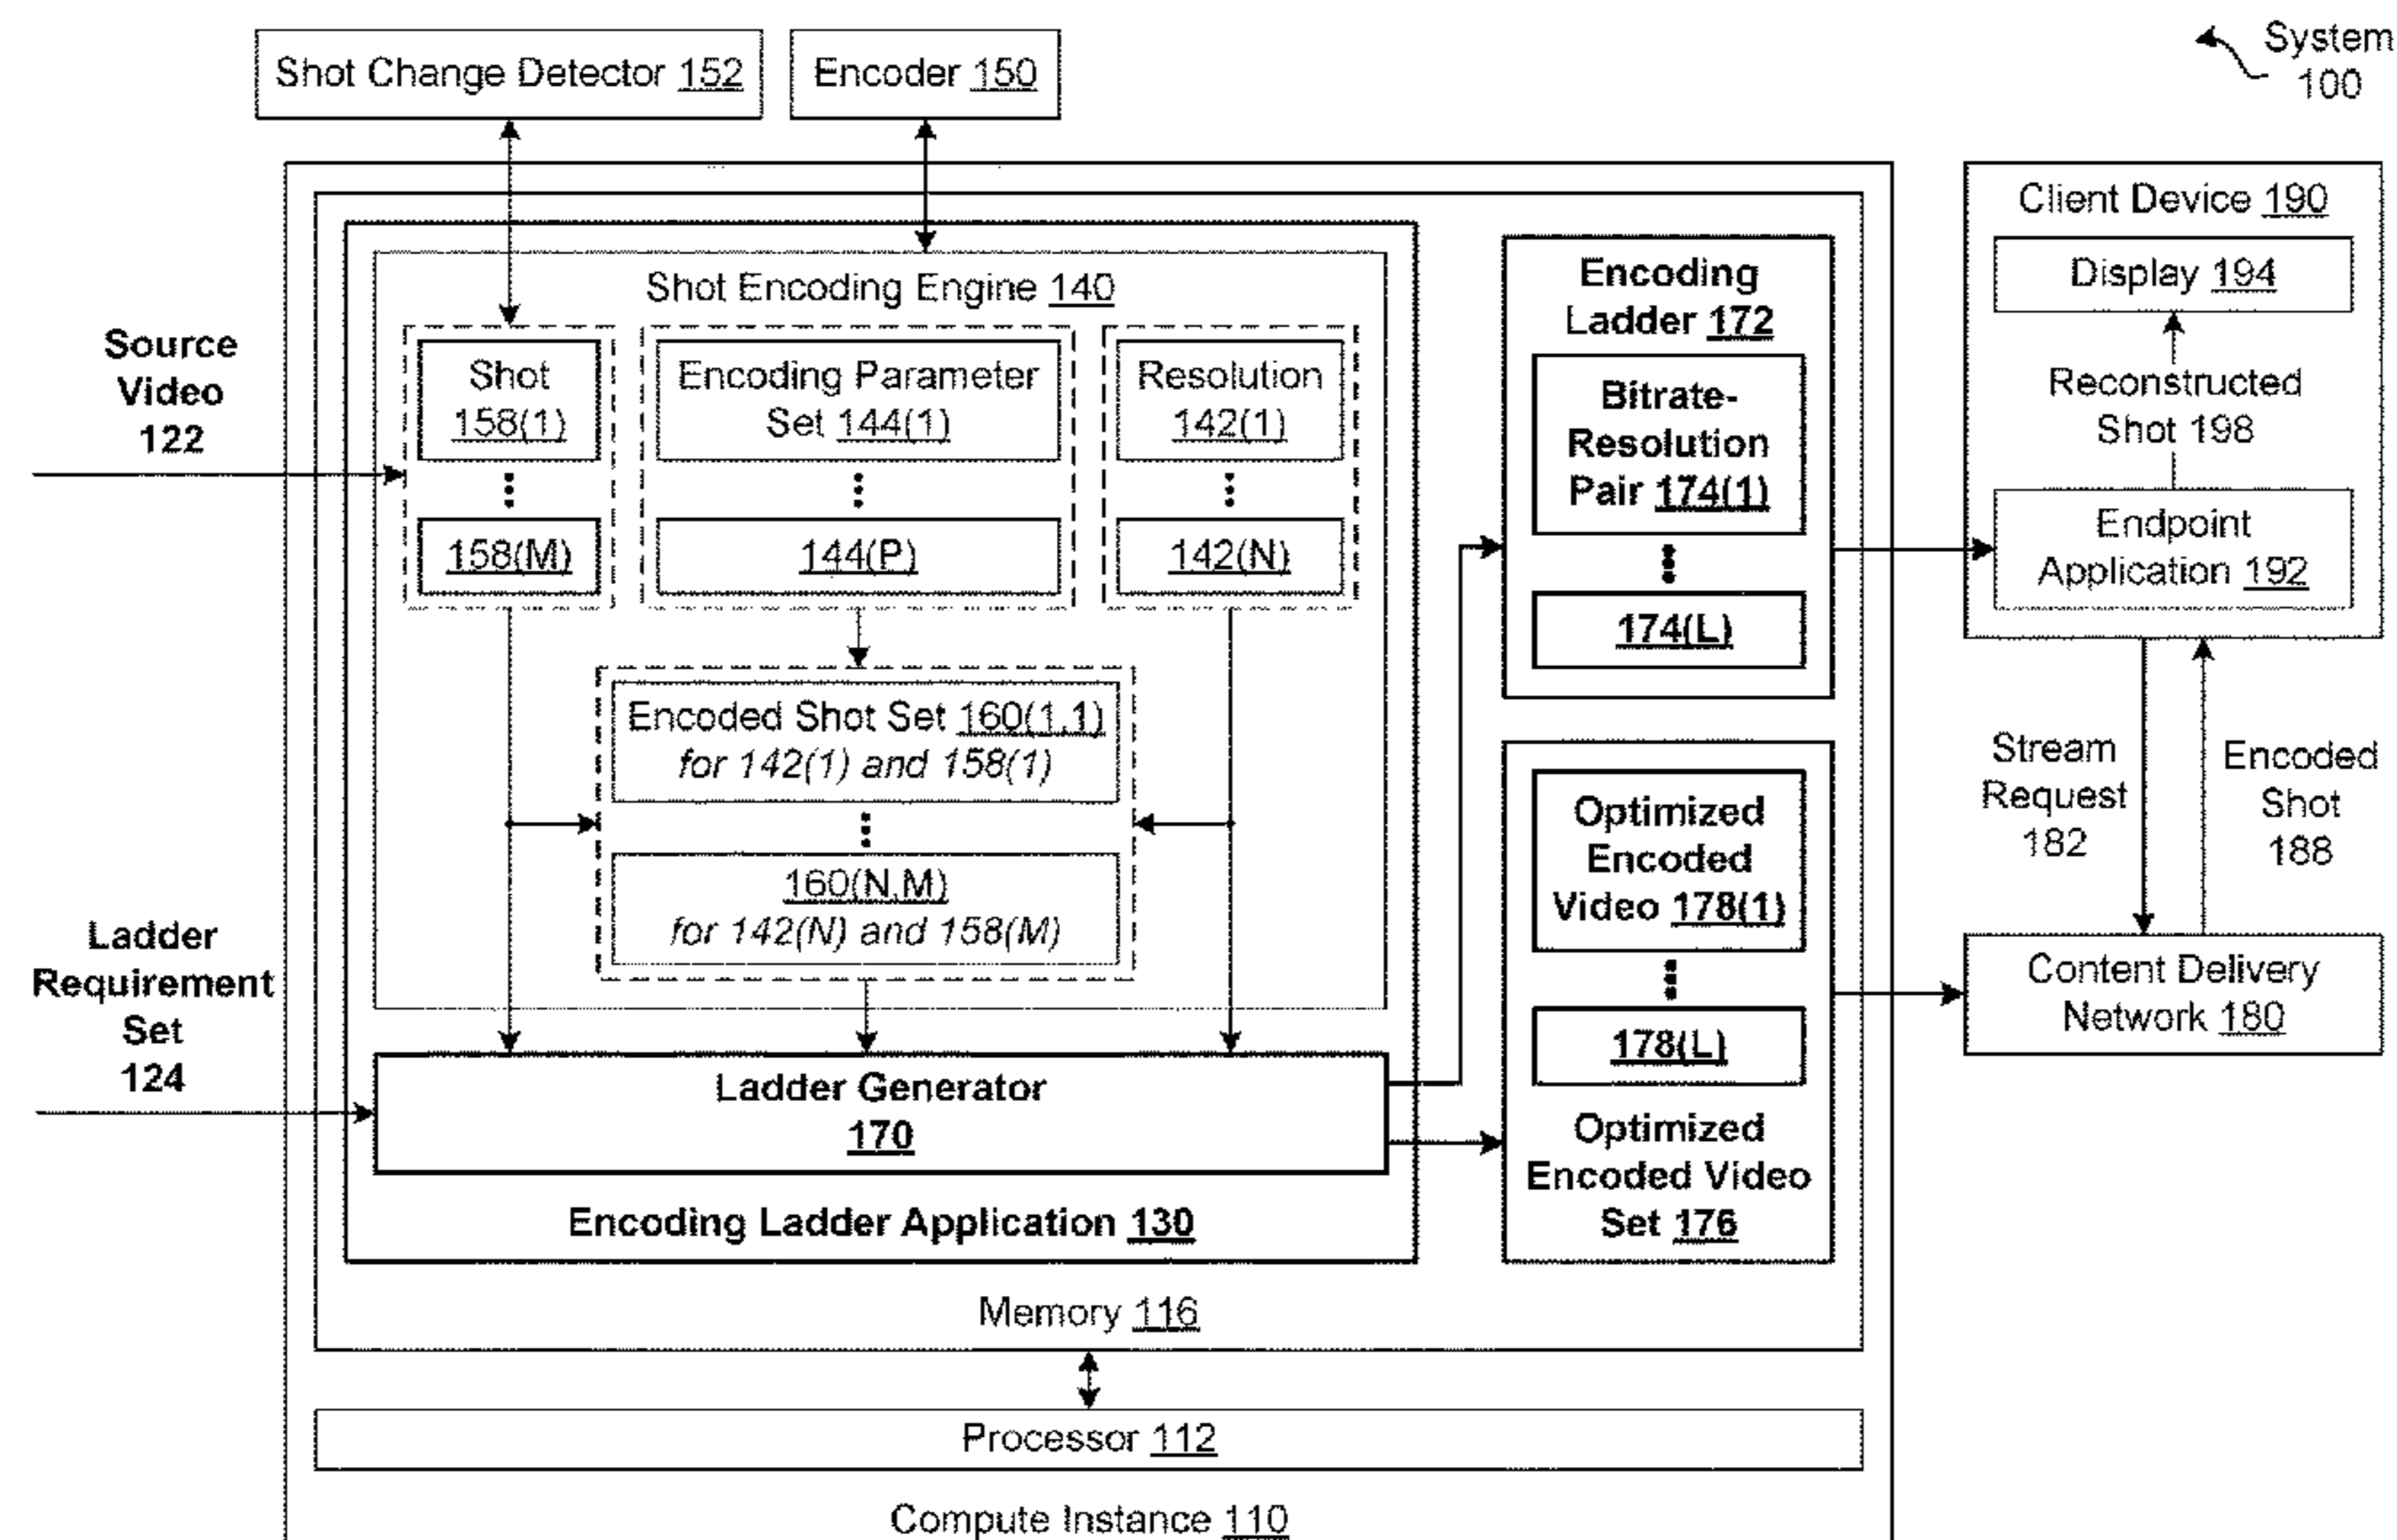 System
100
Shot Change Detector 152
Encoder 150
Source
Video
122
Ladder
Requirement
Set
124
Shot Encoding Engine 140
Shot
158(1)
158(M)
Encoding Parameter
Set 144(1)
144(P)
Resolution
142(1)
142(N)
Encoded Shot Set 160(1,1)
for 142(1) and 158(1)
160(N,M)
for 142(N) and 158(M)
Ladder Generator
170
Encoding Ladder Application 130
Encoding
Ladder 172
Bitrate-
Resolution
Pair 174(1)
174(L)
Optimized
Encoded
Video 178(1)
178(L)
Optimized
Encoded Video
Set 176
Memory 116
Processor 112
Compute Instance 110
Client Device 190
Display 194
Reconstructed
Shot 198
Endpoint
Application 192
Stream
Request
182
Encoded
Shot
188
Content Delivery
Network 180